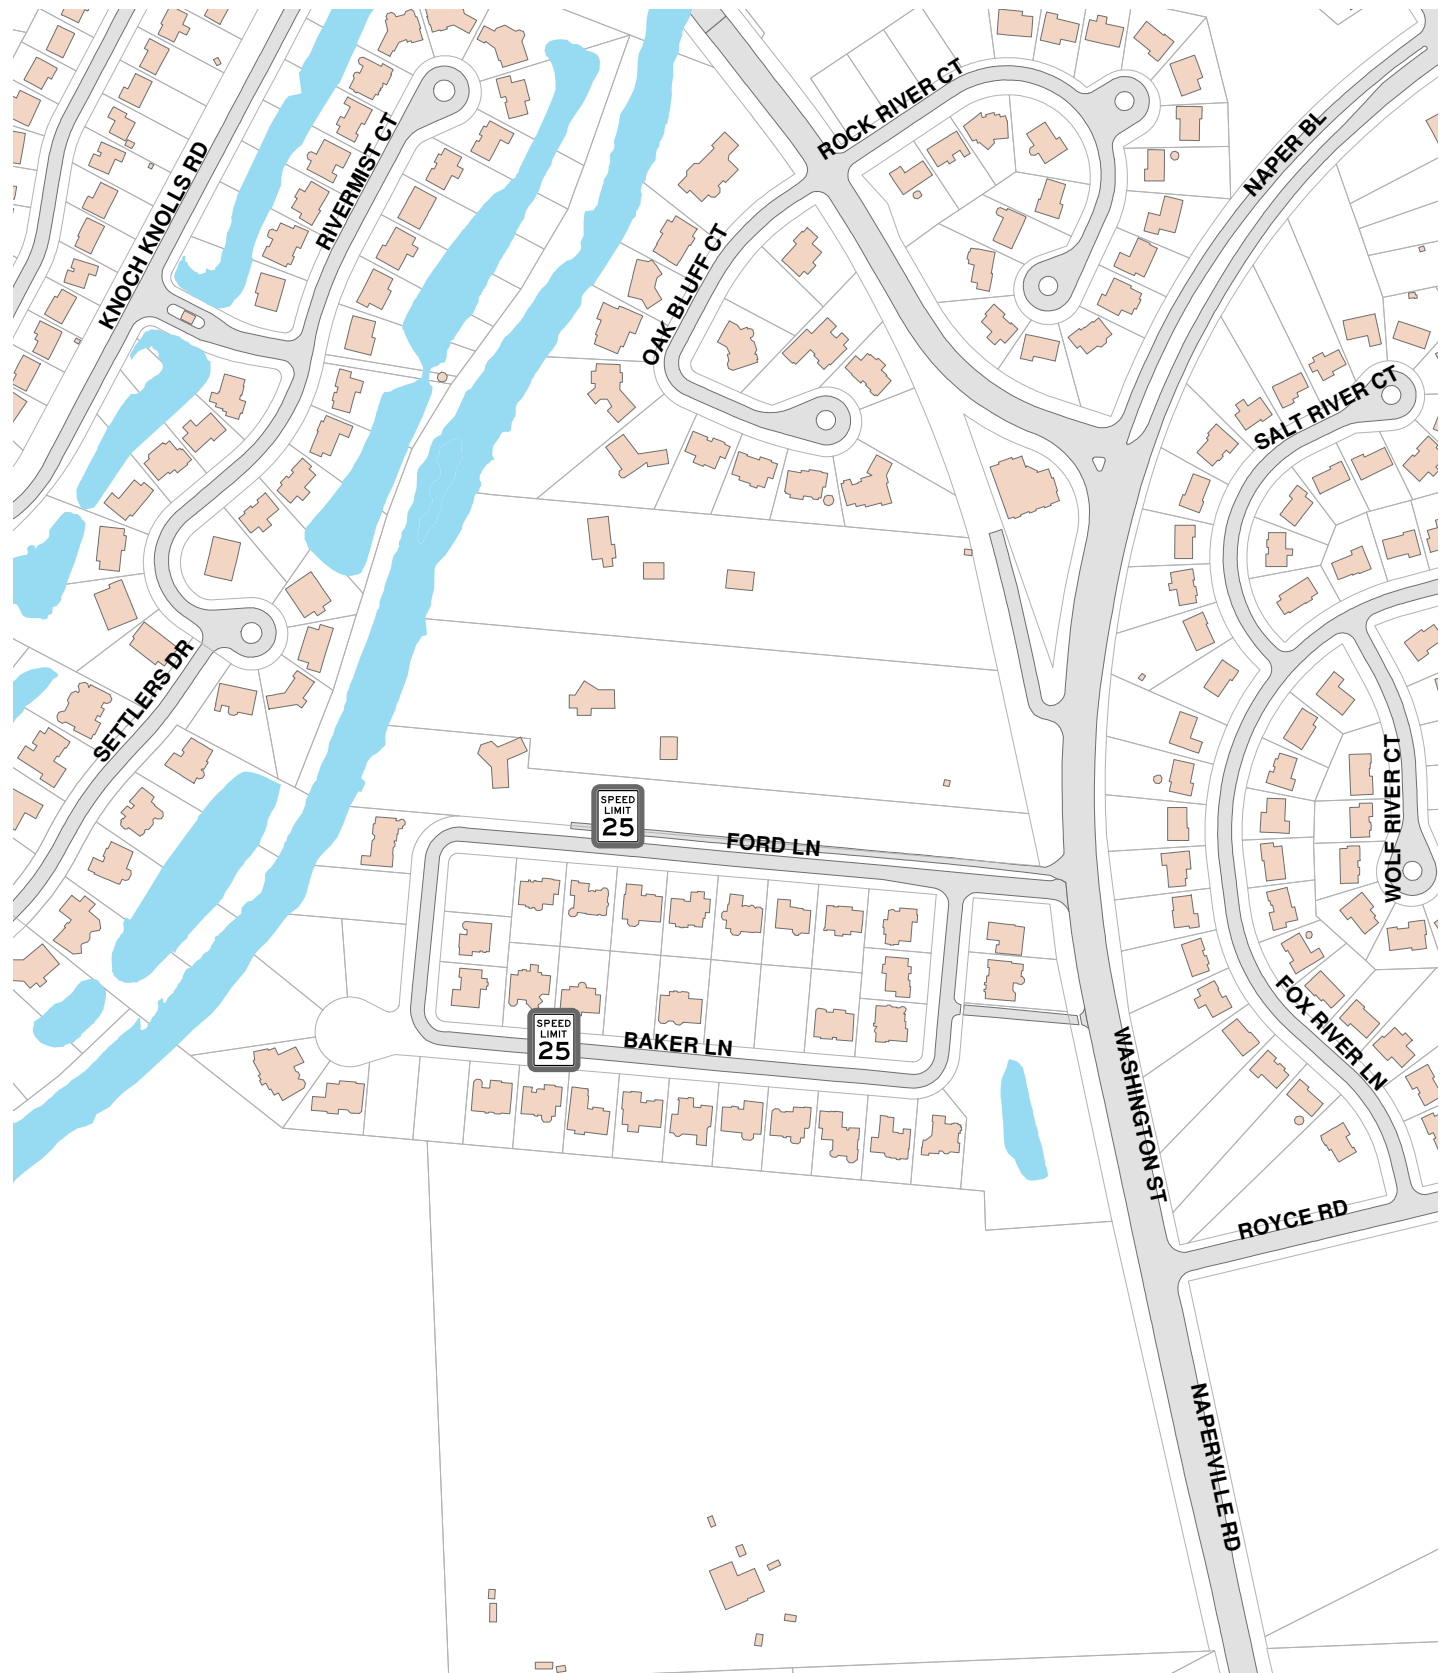 ROCK RIVER CT
NAPER BL
KNOCH KNOLLS RD
RIVERMIST CT
OAK BLUFF CT
SALT RIVER CT
SETTLERS DR
WOLF RIVER CT
SPEED
LIMIT
25
FORD LN
FOX RIVER LN
SPEED
LIMIT
25
BAKER LN
WASHINGTON ST
ROYCE RD
NAPERVILLE RD